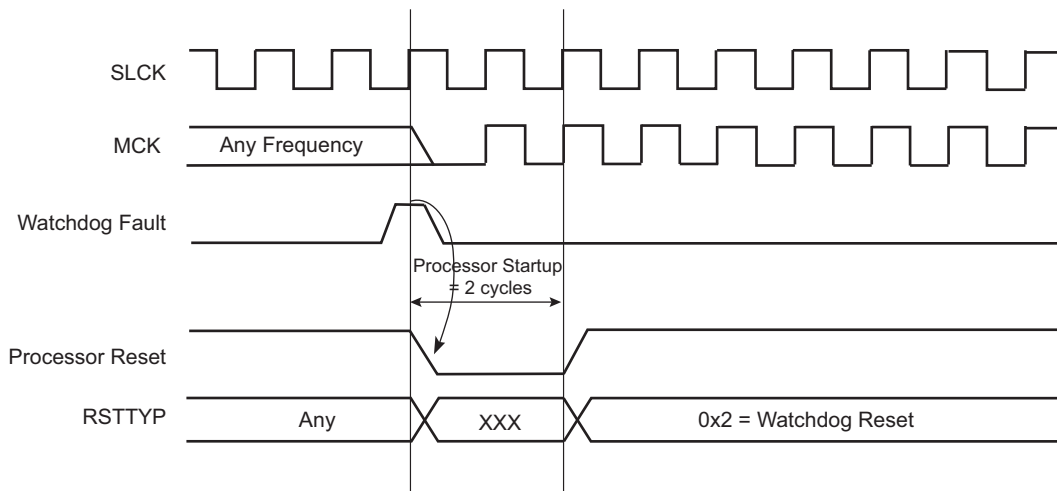 SLCK
MCK
Any Frequency
Watchdog Fault
Processor Startup
= 2 cycles
Processor Reset
RSTTYP
Any
XXX
0x2 = Watchdog Reset